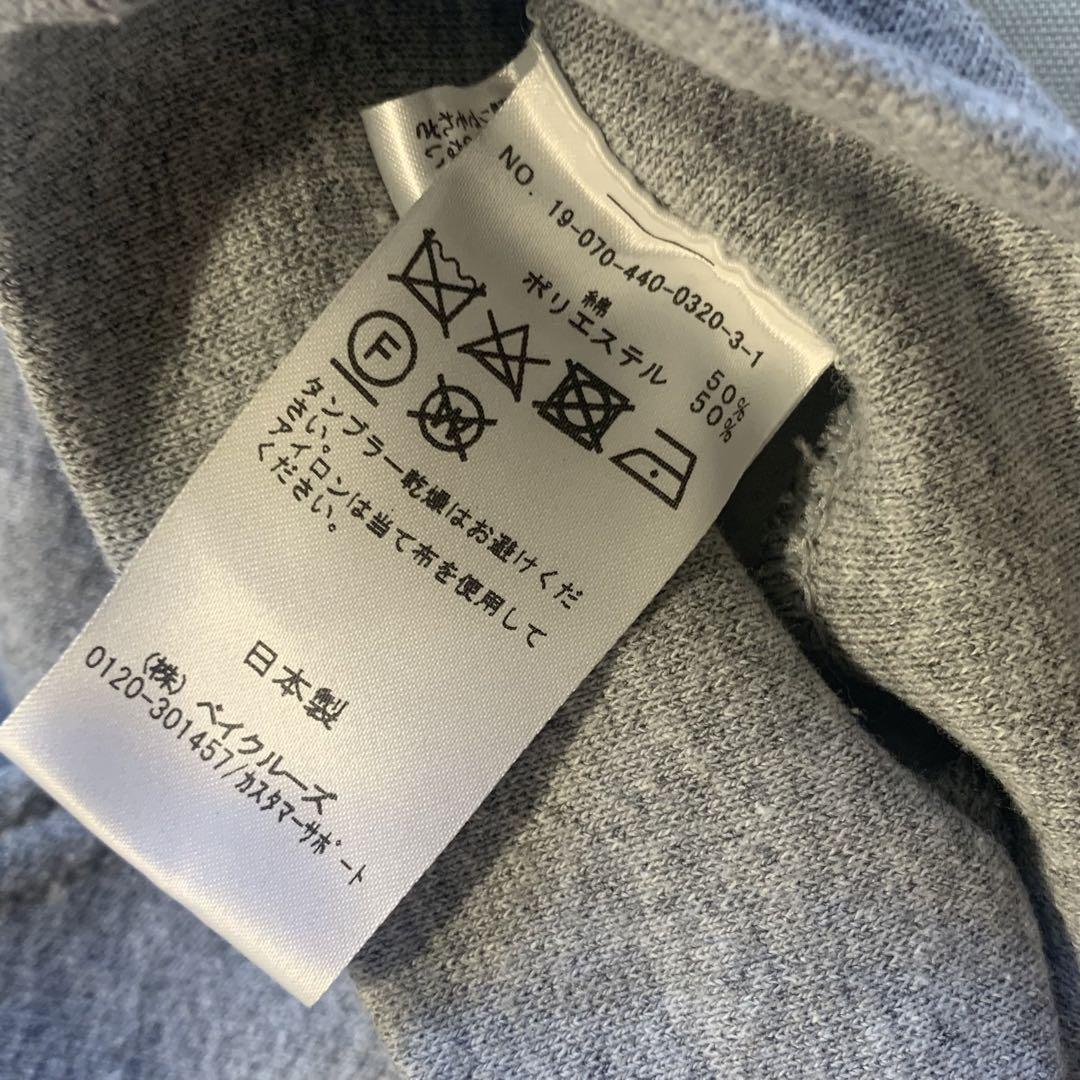 NO. 19-070-440-0320-3-1
綿 50%
ポリエステル 50%
F
W
タンブラー乾燥はお避けくだ
さい。
アイロンは当て布を使用して
ください。
日本製
(株)ベイクルーズ
0120-301457/カスタマーサポート